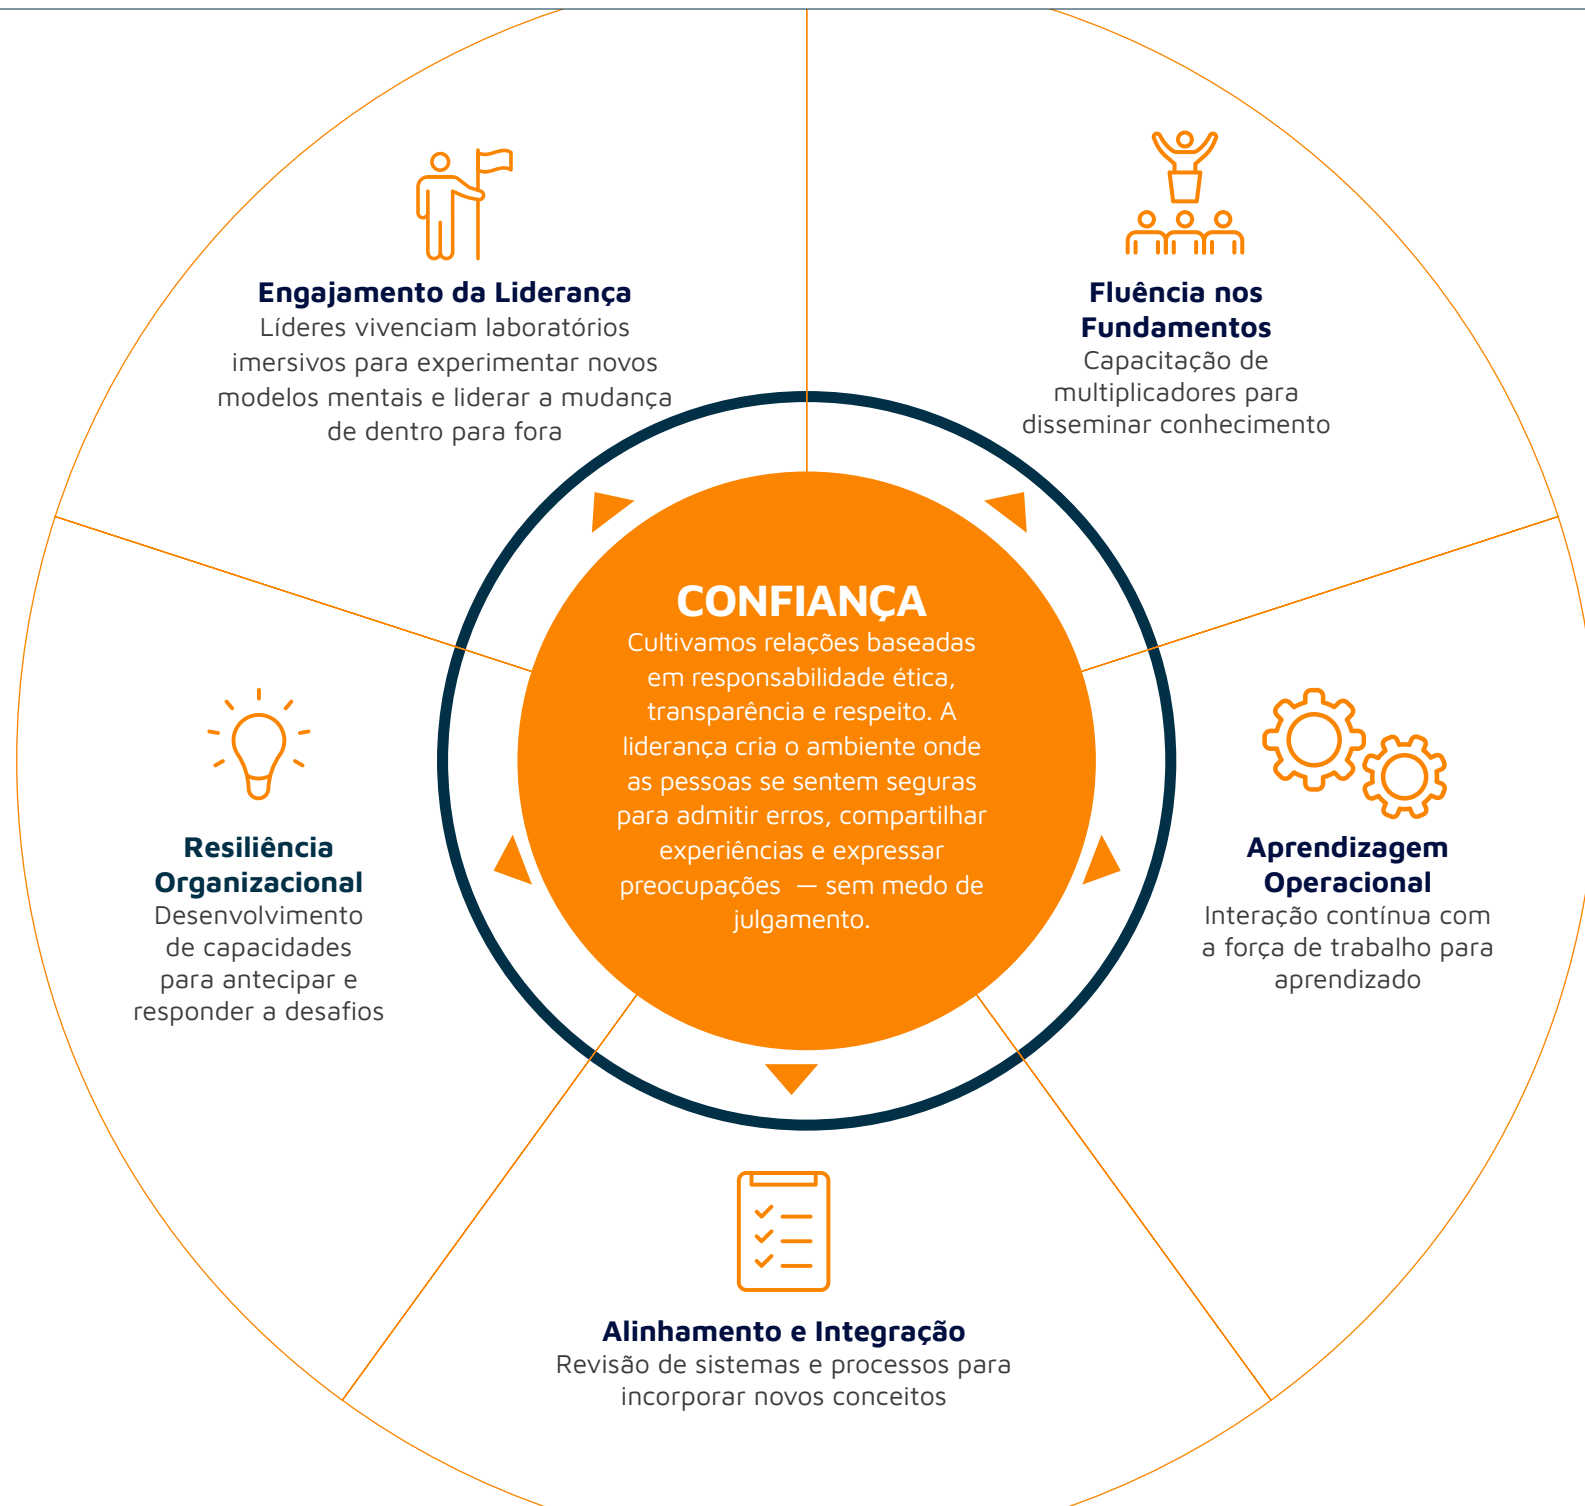 Engajamento da Liderança
Líderes vivenciam laboratórios
imersivos para experimentar novos
modelos mentais e liderar a mudança
de dentro para fora
Fluência nos
Fundamentos
Capacitação de
multiplicadores para
disseminar conhecimento
CONFIANÇA
Cultivamos relações baseadas
em responsabilidade ética,
transparência e respeito. A
liderança cria o ambiente onde
as pessoas se sentem seguras
para admitir erros, compartilhar
experiências e expressar
preocupações  — sem medo de
julgamento.
Resiliência
Organizacional
Desenvolvimento
de capacidades
para antecipar e
responder a desafios
Aprendizagem
Operacional
Interação contínua com
a força de trabalho para
aprendizado
Alinhamento e Integração
Revisão de sistemas e processos para
incorporar novos conceitos